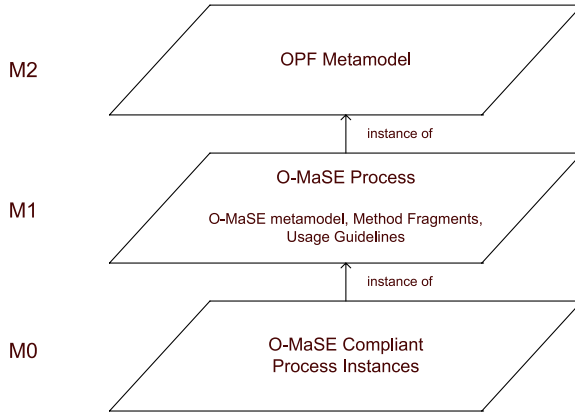 M2
OPF Metamodel
instance of
M1
O-MaSE Process
O-MaSE metamodel, Method Fragments,
Usage Guidelines
instance of
M0
O-MaSE Compliant
Process Instances